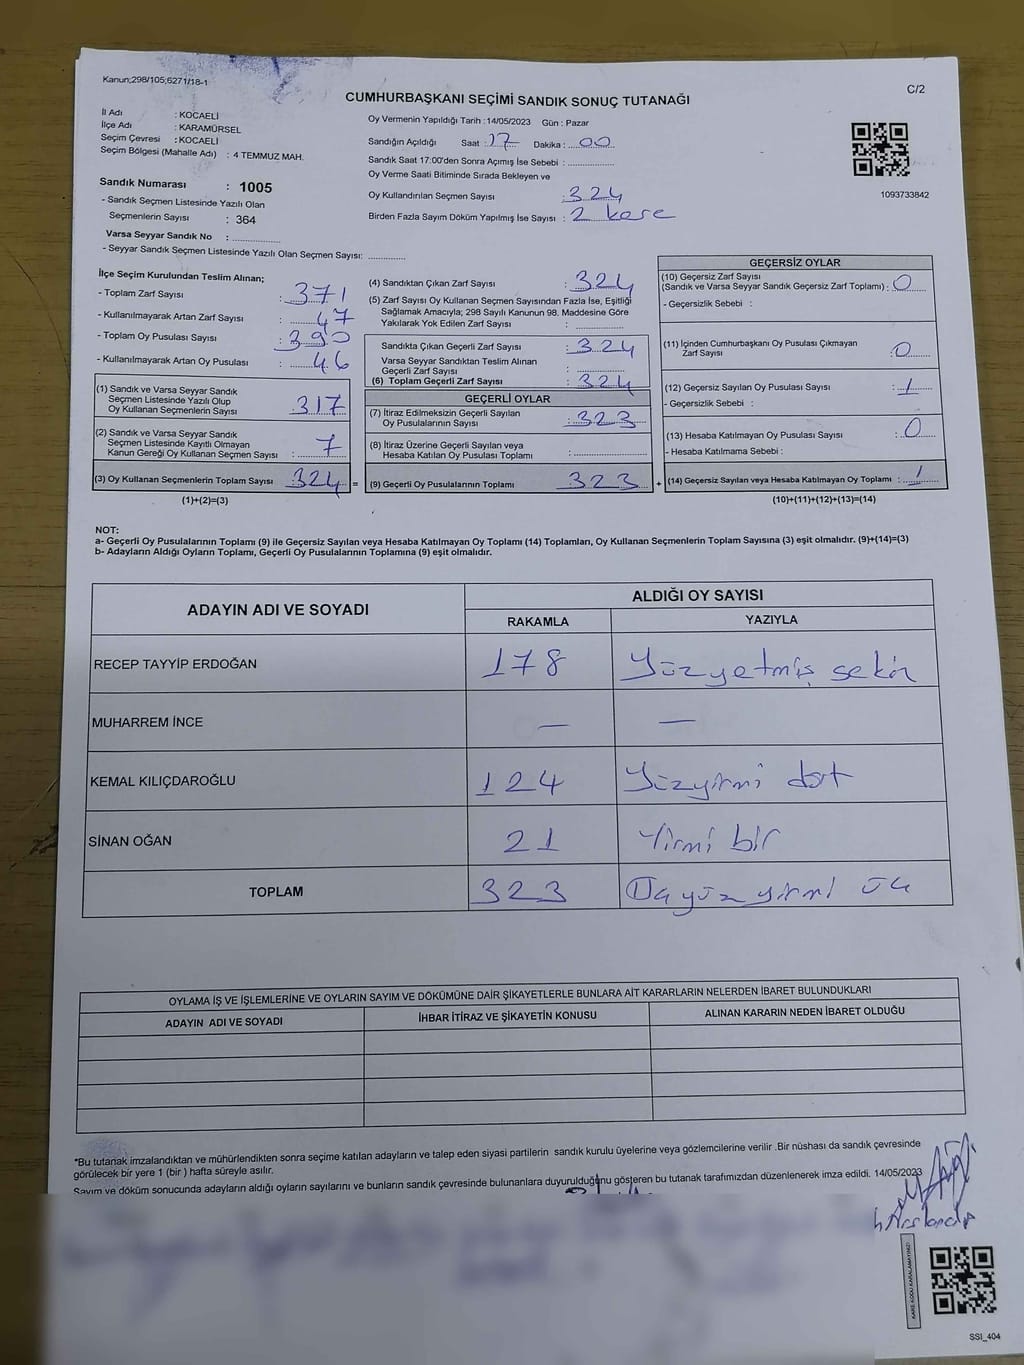 Kanun;298/105;6271/18-1
C/2
CUMHURBAŞKANI SEÇİMİ SANDIK SONUÇ TUTANAĞI
İl Adı : KOCAELİ
İlçe Adı : KARAMÜRSEL
Seçim Çevresi : KOCAELİ
Seçim Bölgesi (Mahalle Adı) : 4 TEMMUZ MAH.
Oy Vermenin Yapıldığı Tarih :14/05/2023 Gün : Pazar
Sandığın Açıldığı Saat : 17 Dakika : 00
Sandık Saat 17:00'den Sonra Açımış İse Sebebi :
Oy Verme Saati Bitiminde Sırada Bekleyen ve
Oy Kullandırılan Seçmen Sayısı : 324
Birden Fazla Sayım Döküm Yapılmış İse Sayısı : 2 kere
1093733842
Sandık Numarası : 1005
- Sandık Seçmen Listesinde Yazılı Olan
Seçmenlerin Sayısı : 364
Varsa Seyyar Sandık No :
- Seyyar Sandık Seçmen Listesinde Yazılı Olan Seçmen Sayısı:
İlçe Seçim Kurulundan Teslim Alınan;
- Toplam Zarf Sayısı : 371
- Kullanılmayarak Artan Zarf Sayısı : 47
- Toplam Oy Pusulası Sayısı : 390
- Kullanılmayarak Artan Oy Pusulası : 46
(1) Sandık ve Varsa Seyyar Sandık
Seçmen Listesinde Yazılı Olup
Oy Kullanan Seçmenlerin Sayısı : 317
(2) Sandık ve Varsa Seyyar Sandık
Seçmen Listesinde Kayıtlı Olmayan
Kanun Gereği Oy Kullanan Seçmen Sayısı : 7
(3) Oy Kullanan Seçmenlerin Toplam Sayısı : 324 =
(1)+(2)=(3)
(4) Sandıktan Çıkan Zarf Sayısı : 324
(5) Zarf Sayısı Oy Kullanan Seçmen Sayısından Fazla İse, Eşitliği
Sağlamak Amacıyla; 298 Sayılı Kanunun 98. Maddesine Göre
Yakılarak Yok Edilen Zarf Sayısı :
Sandıkta Çıkan Geçerli Zarf Sayısı : 324
Varsa Seyyar Sandıktan Teslim Alınan
Geçerli Zarf Sayısı :
(6) Toplam Geçerli Zarf Sayısı : 324
GEÇERLİ OYLAR
(7) İtiraz Edilmeksizin Geçerli Sayılan
Oy Pusulalarının Sayısı : 323
(8) İtiraz Üzerine Geçerli Sayılan veya
Hesaba Katılan Oy Pusulası Toplamı :
(9) Geçerli Oy Pusulalarının Toplamı : 323 +
GEÇERSİZ OYLAR
(10) Geçersiz Zarf Sayısı
(Sandık ve Varsa Seyyar Sandık Geçersiz Zarf Toplamı) : 0
- Geçersizlik Sebebi :
(11) İçinden Cumhurbaşkanı Oy Pusulası Çıkmayan
Zarf Sayısı : 0
(12) Geçersiz Sayılan Oy Pusulası Sayısı : 1
- Geçersizlik Sebebi :
(13) Hesaba Katılmayan Oy Pusulası Sayısı : 0
- Hesaba Katılmama Sebebi :
(14) Geçersiz Sayılan veya Hesaba Katılmayan Oy Toplamı : 1
(10)+(11)+(12)+(13)=(14)
NOT:
a- Geçerli Oy Pusulalarının Toplamı (9) ile Geçersiz Sayılan veya Hesaba Katılmayan Oy Toplamı (14) Toplamları, Oy Kullanan Seçmenlerin Toplam Sayısına (3) eşit olmalıdır. (9)+(14)=(3)
b- Adayların Aldığı Oyların Toplamı, Geçerli Oy Pusulalarının Toplamına (9) eşit olmalıdır.
ADAYIN ADI VE SOYADI ALDIĞI OY SAYISI
RAKAMLA YAZIYLA
RECEP TAYYİP ERDOĞAN 178 Yüzyetmiş sekiz
MUHARREM İNCE — —
KEMAL KILIÇDAROĞLU 124 Yüzyirmi dört
SİNAN OĞAN 21 Yirmi bir
TOPLAM 323 Üçyüz yirmi üç
OYLAMA İŞ VE İŞLEMLERİNE VE OYLARIN SAYIM VE DÖKÜMÜNE DAİR ŞİKAYETLERLE BUNLARA AİT KARARLARIN NELERDEN İBARET BULUNDUKLARI
ADAYIN ADI VE SOYADI İHBAR İTİRAZ VE ŞİKAYETİN KONUSU ALINAN KARARIN NEDEN İBARET OLDUĞU
*Bu tutanak imzalandıktan ve mühürlendikten sonra seçime katılan adayların ve talep eden siyasi partilerin sandık kurulu üyelerine veya gözlemcilerine verilir .Bir nüshası da sandık çevresinde
görülecek bir yere 1 (bir ) hafta süreyle asılır.
Sayım ve döküm sonucunda adayların aldığı oyların sayılarını ve bunların sandık çevresinde bulunanlara duyurulduğunu gösteren bu tutanak tarafımızdan düzenlenerek imza edildi. 14/05/2023
KARE KODU KARALAMAYINIZ!
SSI_404